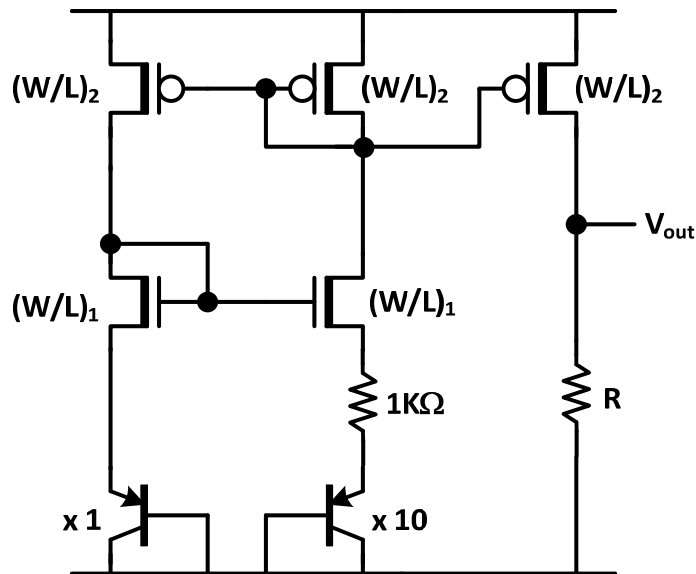 (W/L)₂
(W/L)₂
(W/L)₂
Vout
(W/L)₁
(W/L)₁
1KΩ
R
x 1
x 10